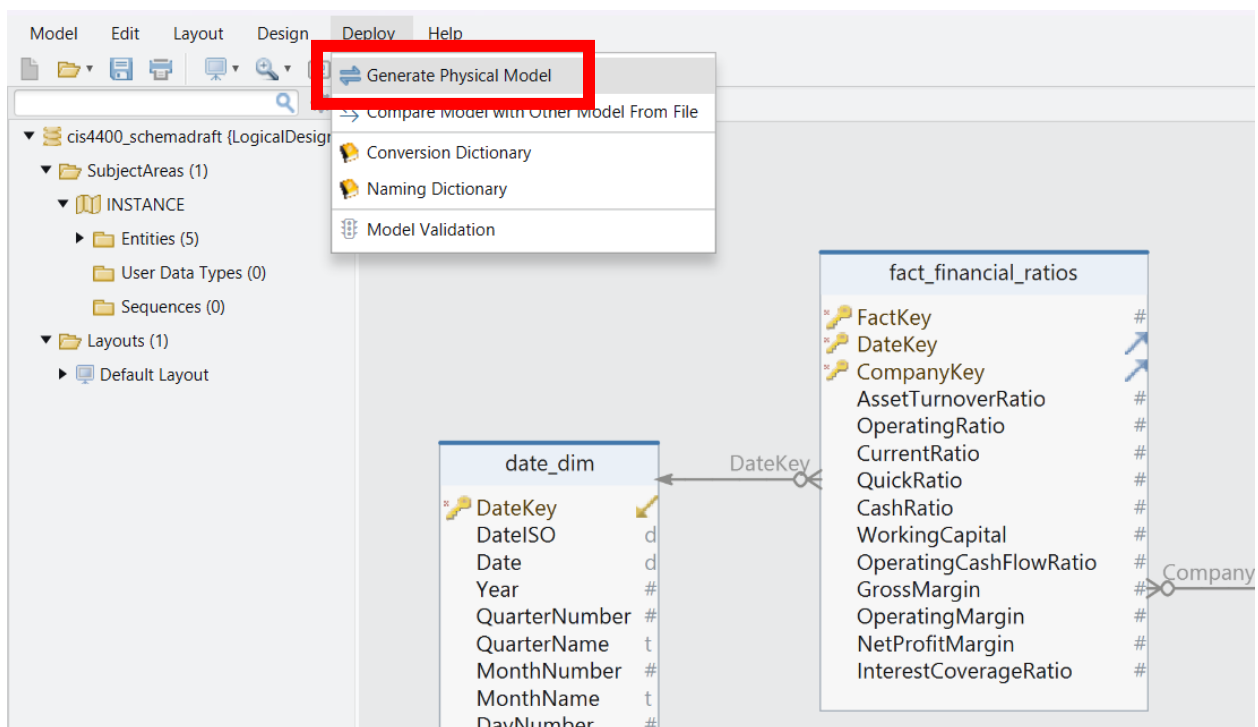 Model Edit Layout Design Deploy Help
Generate Physical Model
Compare Model with Other Model From File
Conversion Dictionary
Naming Dictionary
Model Validation
cis4400_schemadraft {LogicalDesign
SubjectAreas (1)
INSTANCE
Entities (5)
User Data Types (0)
Sequences (0)
Layouts (1)
Default Layout
fact_financial_ratios
FactKey #
DateKey
CompanyKey
AssetTurnoverRatio #
OperatingRatio #
CurrentRatio #
QuickRatio #
CashRatio #
WorkingCapital #
OperatingCashFlowRatio #
GrossMargin #
OperatingMargin #
NetProfitMargin #
InterestCoverageRatio #
DateKey
Company
date_dim
DateKey
DateISO d
Date d
Year #
QuarterNumber #
QuarterName t
MonthNumber #
MonthName t
DayNumber #